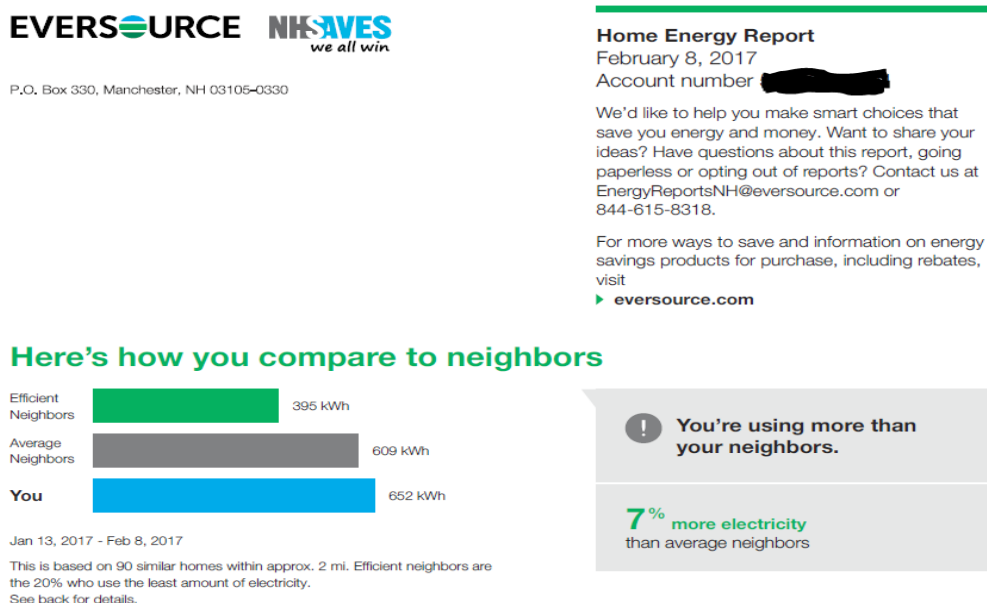 EVERSOURCE
NHSAVES
we all win
P.O. Box 330, Manchester, NH 03105-0330
Home Energy Report
February 8, 2017
Account number
We'd like to help you make smart choices that
save you energy and money. Want to share your
ideas? Have questions about this report, going
paperless or opting out of reports? Contact us at
EnergyReportsNH@eversource.com or
844-615-8318.
For more ways to save and information on energy
savings products for purchase, including rebates,
visit
eversource.com
Here's how you compare to neighbors
Efficient
Neighbors
395 kWh
Average
Neighbors
609 kWh
You
652 kWh
Jan 13, 2017 - Feb 8, 2017
This is based on 90 similar homes within approx. 2 mi. Efficient neighbors are
the 20% who use the least amount of electricity.
See back for details.
!
You're using more than
your neighbors.
7% more electricity
than average neighbors